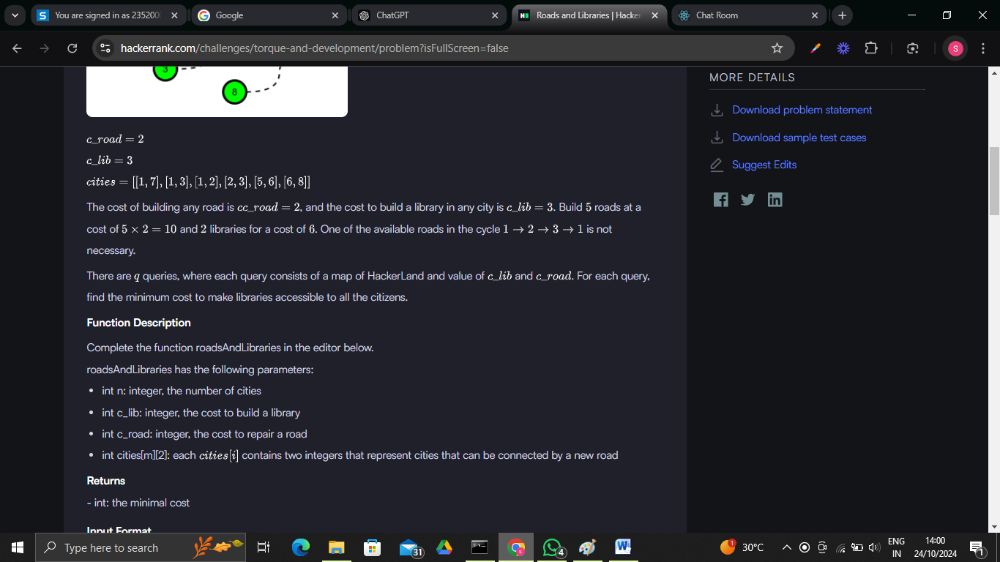 You are signed in as 235200
Google
ChatGPT
Roads and Libraries | Hacker
Chat Room
hackerrank.com/challenges/torque-and-development/problem?isFullScreen=false
S
3
8
MORE DETAILS
Download problem statement
Download sample test cases
Suggest Edits
c_road = 2
c_lib = 3
cities = [[1, 7], [1, 3], [1, 2], [2, 3], [5, 6], [6, 8]]
The cost of building any road is cc_road = 2, and the cost to build a library in any city is c_lib = 3. Build 5 roads at a
cost of 5 × 2 = 10 and 2 libraries for a cost of 6. One of the available roads in the cycle 1 → 2 → 3 → 1 is not
necessary.
There are q queries, where each query consists of a map of HackerLand and value of c_lib and c_road. For each query,
find the minimum cost to make libraries accessible to all the citizens.
Function Description
Complete the function roadsAndLibraries in the editor below.
roadsAndLibraries has the following parameters:
• int n: integer, the number of cities
• int c_lib: integer, the cost to build a library
• int c_road: integer, the cost to repair a road
• int cities[m][2]: each cities[i] contains two integers that represent cities that can be connected by a new road
Returns
- int: the minimal cost
Input Format
Type here to search
31
4
1
30°C
ENG
IN
14:00
24/10/2024
1